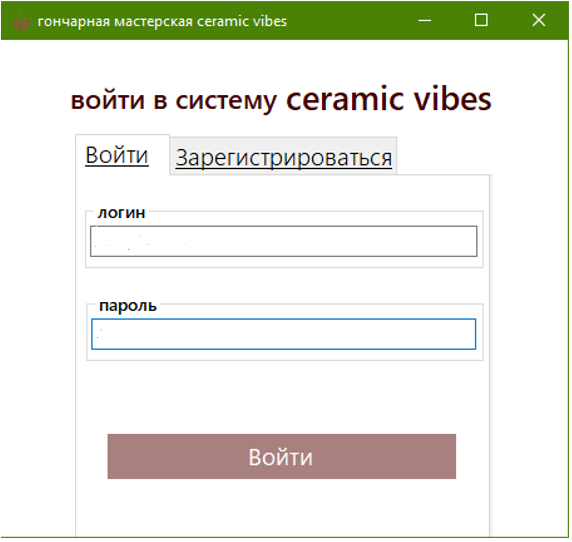 гончарная мастерская ceramic vibes
войти в систему ceramic vibes
Войти Зарегистрироваться
логин
пароль
Войти